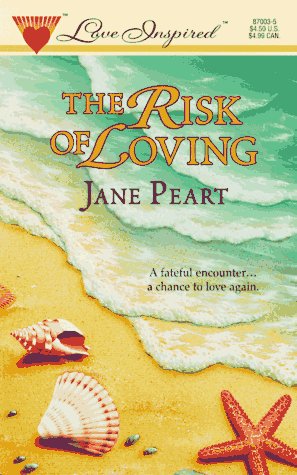 Love Inspired™
87003-5
$4.50 U.S.
$4.99 CAN.
THE RISK
OF LOVING
JANE PEART
A fateful encounter...
a chance to love again.